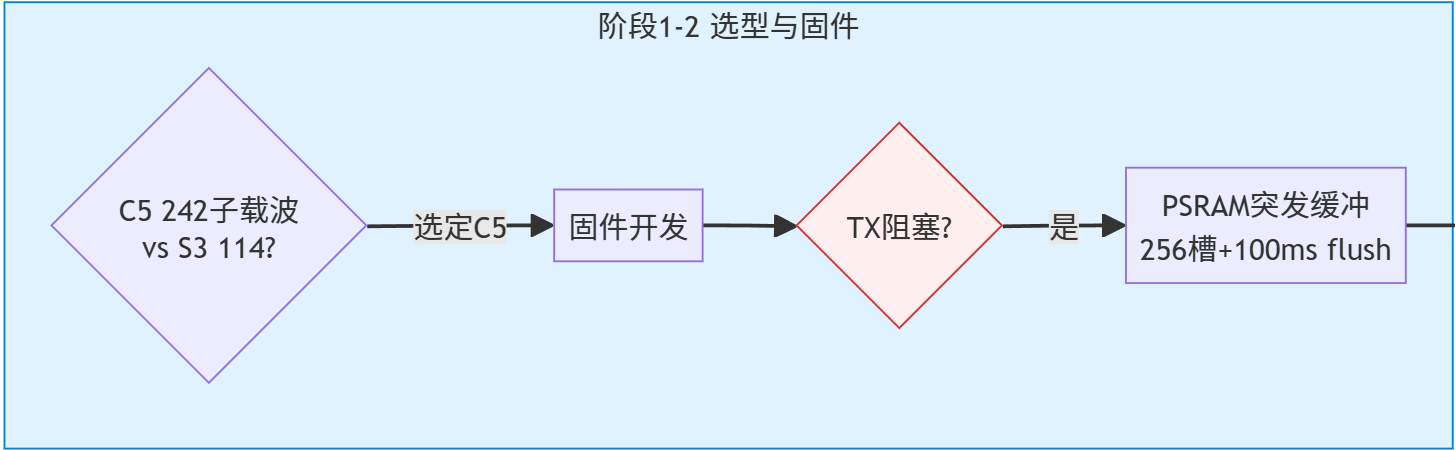 阶段1-2 选型与固件
C5 242子载波
vs S3 114?
选定C5
固件开发
TX阻塞?
是
PSRAM突发缓冲
256槽+100ms flush